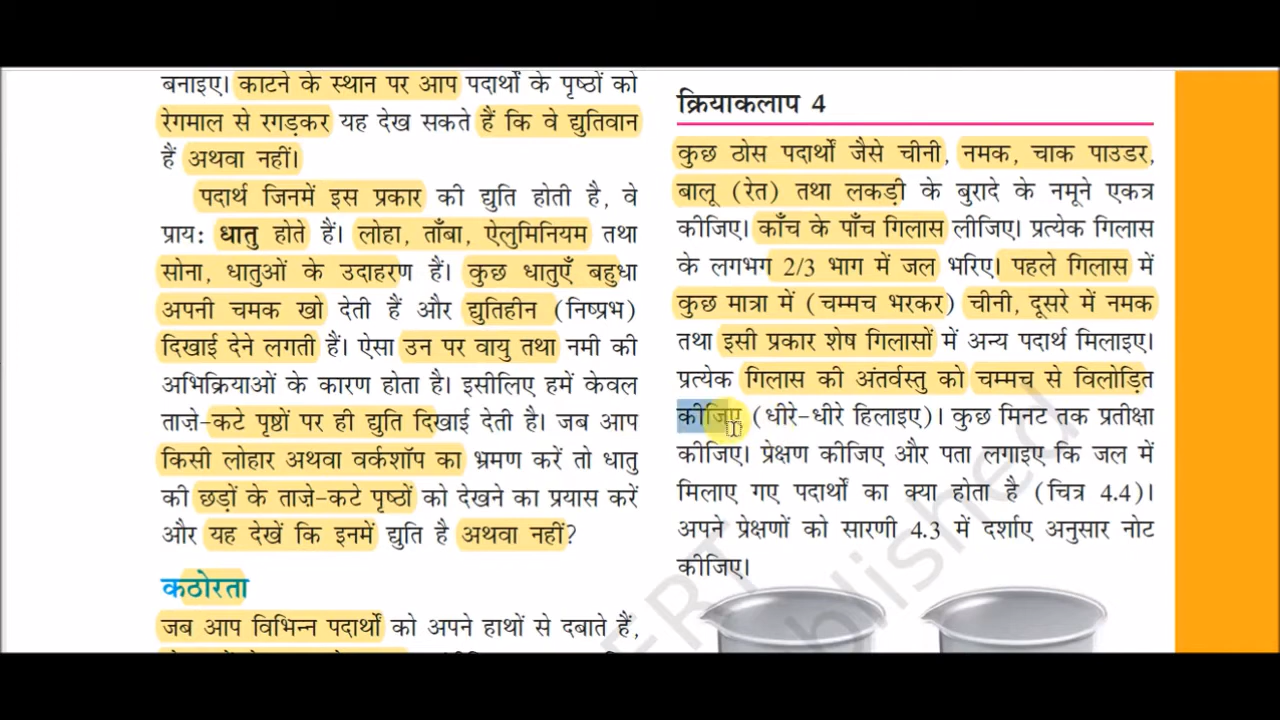 बनाइए। काटने के स्थान पर आप पदार्थों के पृष्ठों को
रेगमाल से रगड़कर यह देख सकते हैं कि वे द्युतिवान
हैं अथवा नहीं।
पदार्थ जिनमें इस प्रकार की द्युति होती है, वे
प्राय: धातु होते हैं। लोहा, ताँबा, ऐलुमिनियम तथा
सोना, धातुओं के उदाहरण हैं। कुछ धातुएँ बहुधा
अपनी चमक खो देती हैं और द्युतिहीन (निष्प्रभ)
दिखाई देने लगती हैं। ऐसा उन पर वायु तथा नमी की
अभिक्रियाओं के कारण होता है। इसीलिए हमें केवल
ताज़े-कटे पृष्ठों पर ही द्युति दिखाई देती है। जब आप
किसी लोहार अथवा वर्कशॉप का भ्रमण करें तो धातु
की छड़ों के ताज़े-कटे पृष्ठों को देखने का प्रयास करें
और यह देखें कि इनमें द्युति है अथवा नहीं?
कठोरता
जब आप विभिन्न पदार्थों को अपने हाथों से दबाते हैं,
क्रियाकलाप 4
कुछ ठोस पदार्थों जैसे चीनी, नमक, चाक पाउडर,
बालू (रेत) तथा लकड़ी के बुरादे के नमूने एकत्र
कीजिए। काँच के पाँच गिलास लीजिए। प्रत्येक गिलास
के लगभग 2/3 भाग में जल भरिए। पहले गिलास में
कुछ मात्रा में (चम्मच भरकर) चीनी, दूसरे में नमक
तथा इसी प्रकार शेष गिलासों में अन्य पदार्थ मिलाइए।
प्रत्येक गिलास की अंतर्वस्तु को चम्मच से विलोड़ित
कीजिए (धीरे-धीरे हिलाइए)। कुछ मिनट तक प्रतीक्षा
कीजिए। प्रेक्षण कीजिए और पता लगाइए कि जल में
मिलाए गए पदार्थों का क्या होता है (चित्र 4.4)।
अपने प्रेक्षणों को सारणी 4.3 में दर्शाए अनुसार नोट
कीजिए।